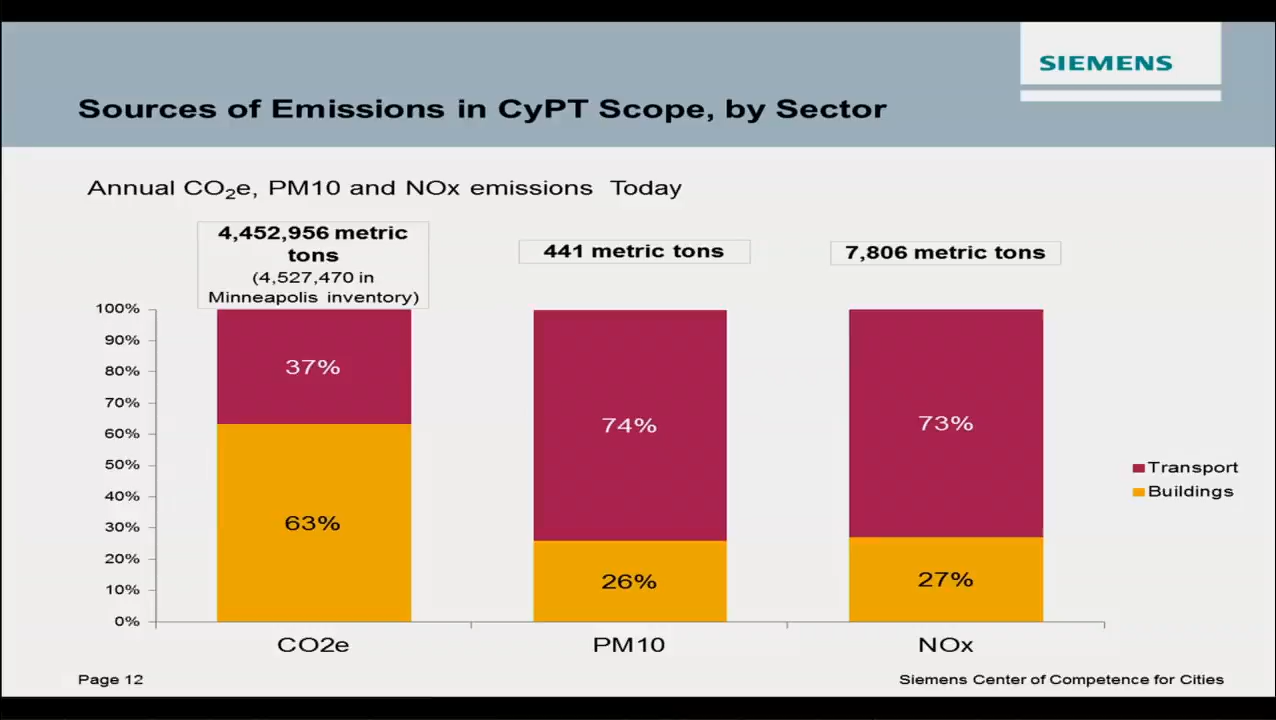 SIEMENS
Sources of Emissions in CyPT Scope, by Sector
Annual CO₂e, PM10 and NOx emissions Today
4,452,956 metric
tons
(4,527,470 in
Minneapolis inventory)
441 metric tons
7,806 metric tons
100%
90%
80%
70%
60%
50%
40%
30%
20%
10%
0%
37%
63%
74%
26%
73%
27%
Transport
Buildings
CO2e
PM10
NOx
Page 12
Siemens Center of Competence for Cities